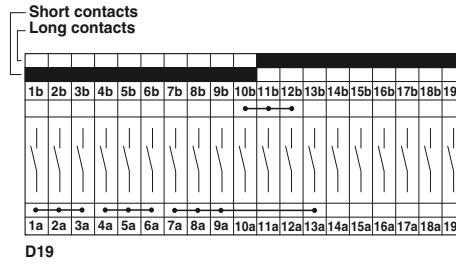 Short contacts
Long contacts
1b 2b 3b 4b 5b 6b 7b 8b 9b 10b 11b 12b 13b 14b 15b 16b 17b 18b 19
1a 2a 3a 4a 5a 6a 7a 8a 9a 10a 11a 12a 13a 14a 15a 16a 17a 18a 19
D19